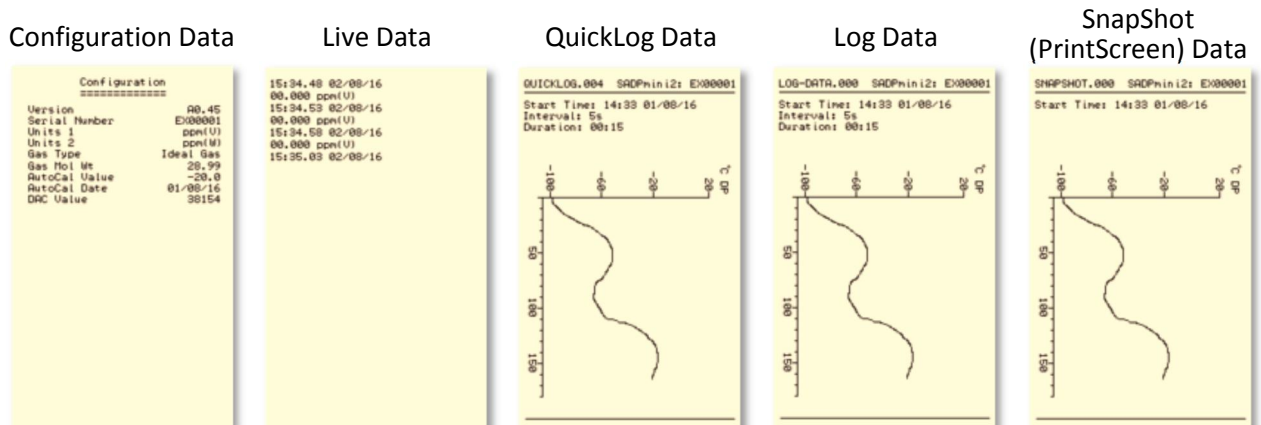 Configuration Data
Configuration
=============
Version A0.45
Serial Number EX00001
Units 1 ppm(V)
Units 2 ppm(W)
Gas Type Ideal Gas
Gas Mol Wt 28.99
AutoCal Value -20.0
AutoCal Date 01/08/16
DAC Value 38154
Live Data
15:34.48 02/08/16
00.000 ppm(V)
15:34.53 02/08/16
00.000 ppm(V)
15:34.58 02/08/16
00.000 ppm(V)
15:35.03 02/08/16
QuickLog Data
QUICKLOG.004 SADPmini2: EX00001
Start Time: 14:33 01/08/16
Interval: 5s
Duration: 00:15
-100 -60 -20 20 °C DP
50
100
150
Log Data
LOG-DATA.000 SADPmini2: EX00001
Start Time: 14:33 01/08/16
Interval: 5s
Duration: 00:15
-100 -60 -20 20 °C DP
50
100
150
SnapShot
(PrintScreen) Data
SNAPSHOT.000 SADPmini2: EX00001
Start Time: 14:33 01/08/16
-100 -60 -20 20 °C DP
50
100
150